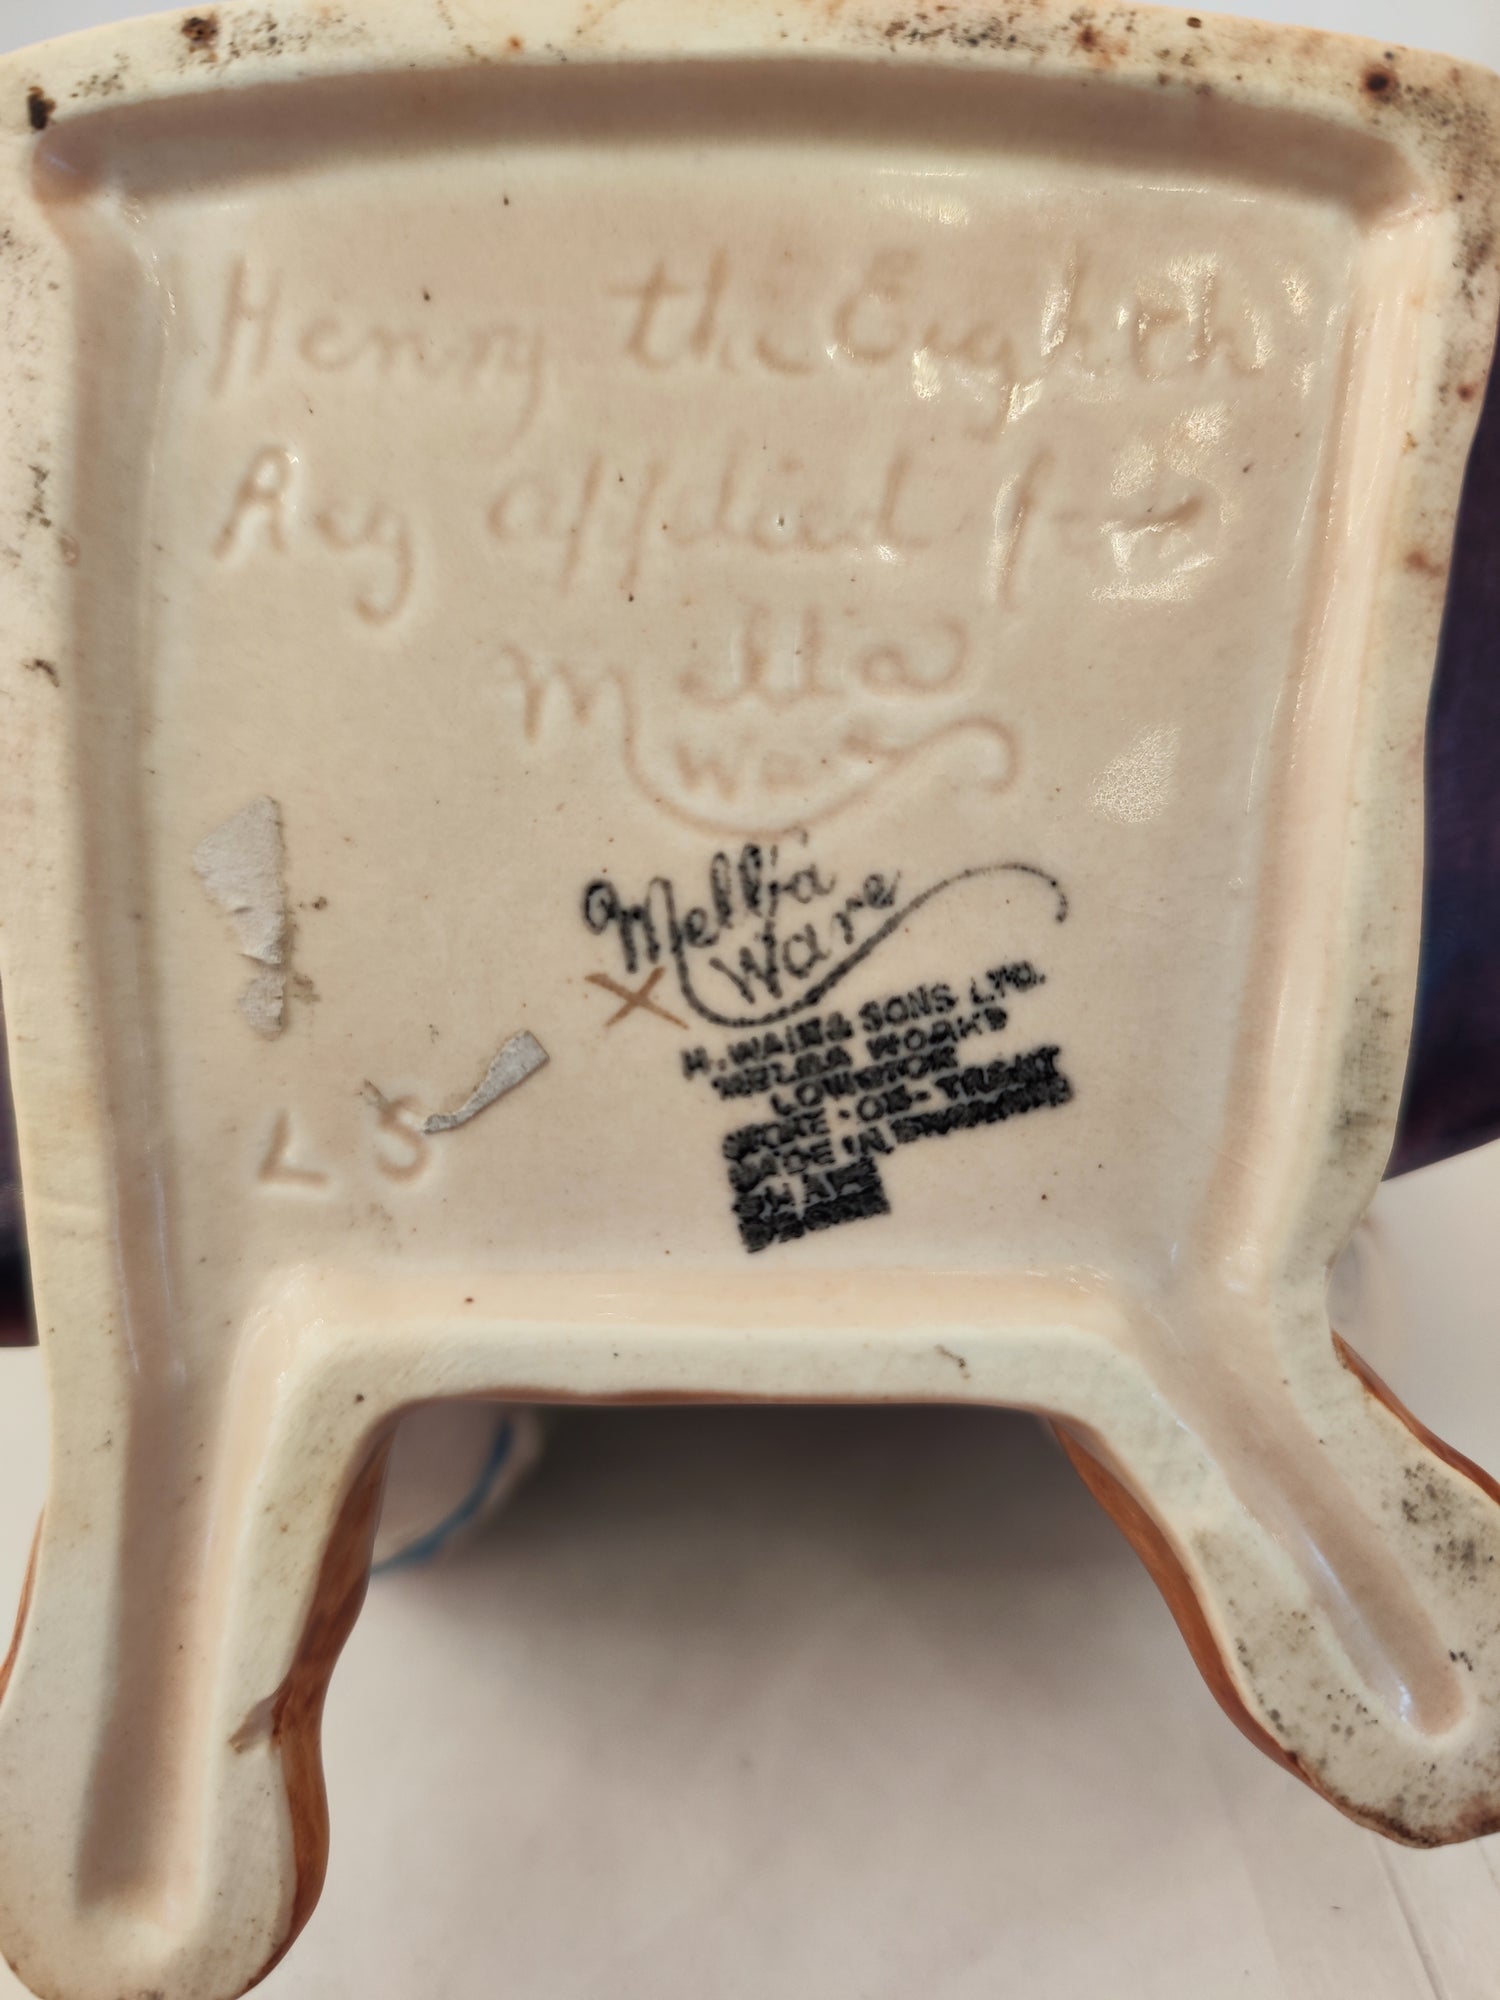 Henry the Eighth
Reg applied for
Melba
Ware
Melba
Ware
X
H. WAIN & SONS LTD.
MELBA WORKS
LONGTON
STOKE-ON-TRENT
MADE IN
L S